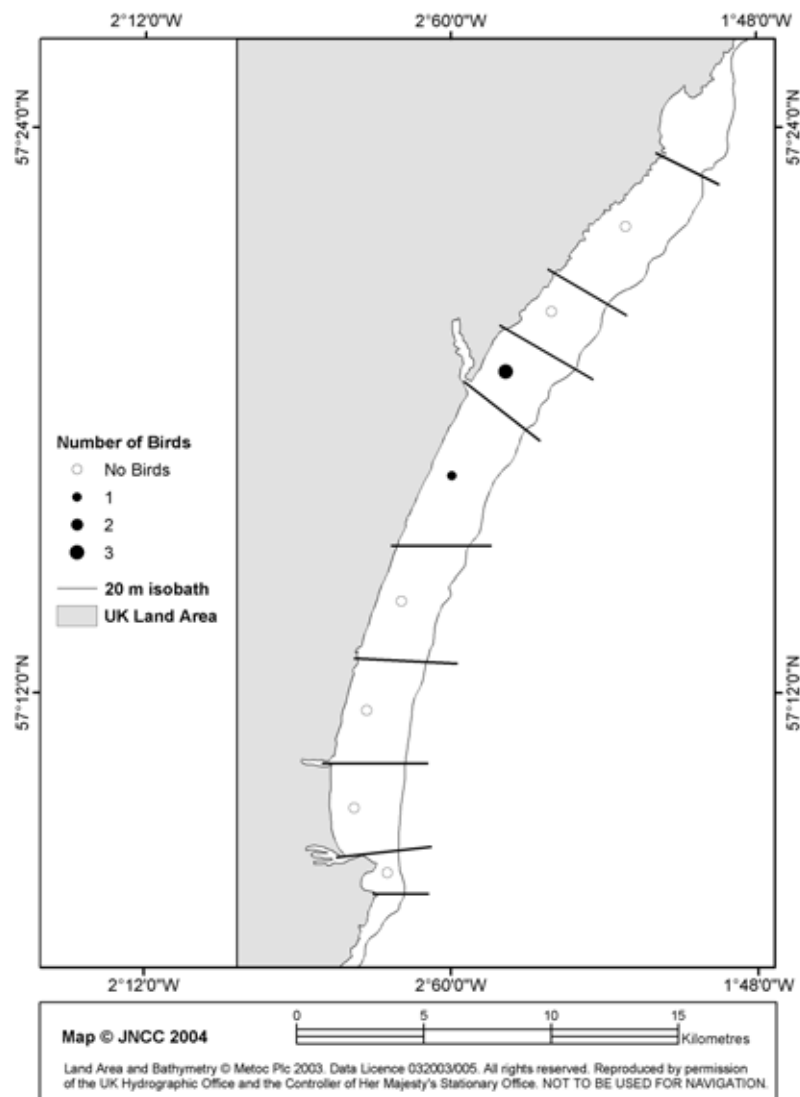 2°12'0"W 2°60'0"W 1°48'0"W
57°24'0"N 57°24'0"N
Number of Birds
No Birds
1
2
3
20 m isobath
UK Land Area
57°12'0"N 57°12'0"N
2°12'0"W 2°60'0"W 1°48'0"W
Map © JNCC 2004
0 5 10 15
Kilometres
Land Area and Bathymetry © Metoc Plc 2003. Data Licence 032003/005. All rights reserved. Reproduced by permission
of the UK Hydrographic Office and the Controller of Her Majesty's Stationary Office. NOT TO BE USED FOR NAVIGATION.